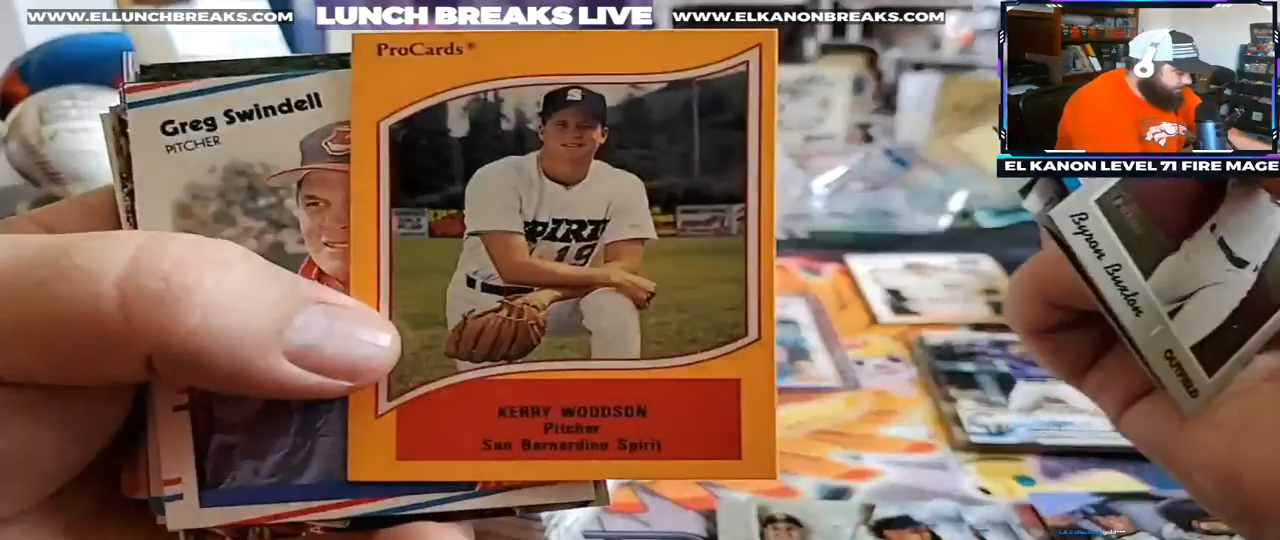 WWW.ELLUNCHBREAKS.COM
LUNCH BREAKS LIVE
WWW.ELKANONBREAKS.COM
EL KANON LEVEL 71 FIRE MAGE
Greg Swindell
PITCHER
ProCards®
SPIRIT
19
KERRY WOODSON
Pitcher
San Bernardino Spirit
Byron Buxton
OUTFIELD